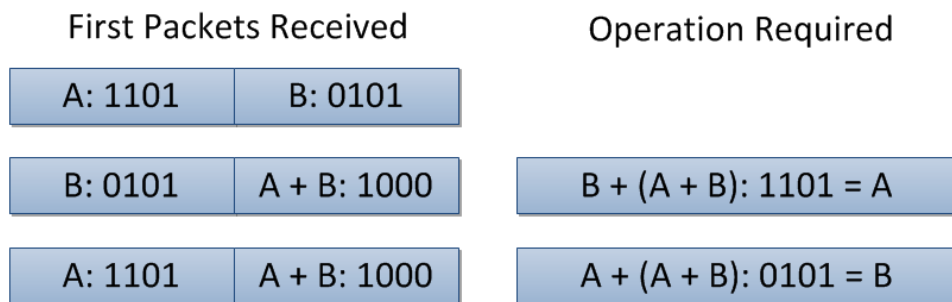 First Packets Received
Operation Required
A: 1101
B: 0101
B: 0101
A + B: 1000
B + (A + B): 1101 = A
A: 1101
A + B: 1000
A + (A + B): 0101 = B